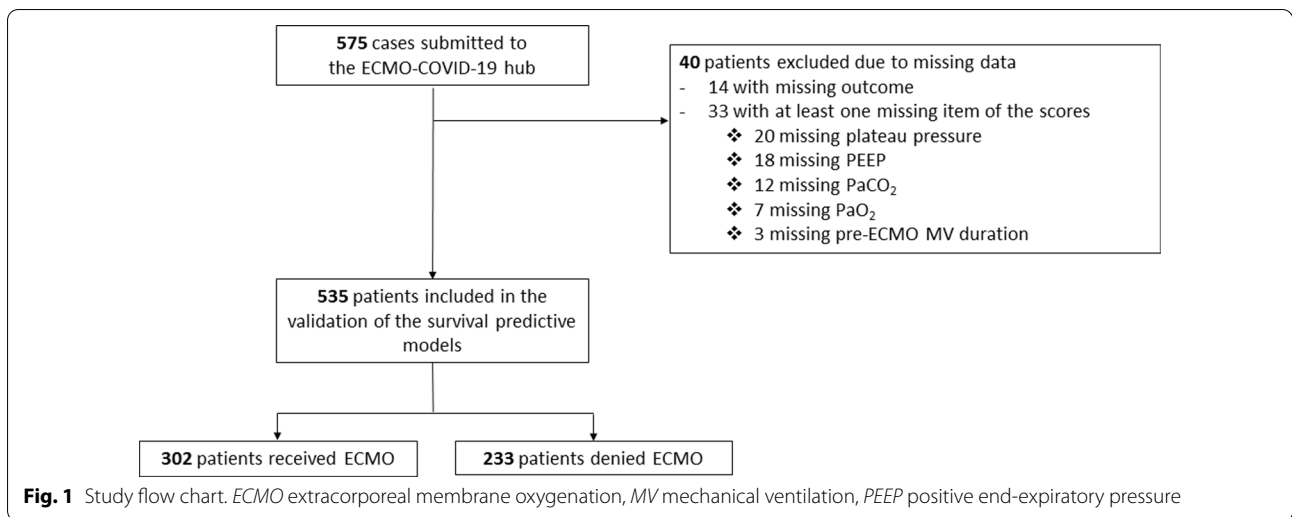 575 cases submitted to
the ECMO-COVID-19 hub
40 patients excluded due to missing data
- 14 with missing outcome
- 33 with at least one missing item of the scores
❖ 20 missing plateau pressure
❖ 18 missing PEEP
❖ 12 missing PaCO₂
❖ 7 missing PaO₂
❖ 3 missing pre-ECMO MV duration
535 patients included in the
validation of the survival predictive
models
302 patients received ECMO
233 patients denied ECMO
Fig. 1 Study flow chart. ECMO extracorporeal membrane oxygenation, MV mechanical ventilation, PEEP positive end-expiratory pressure